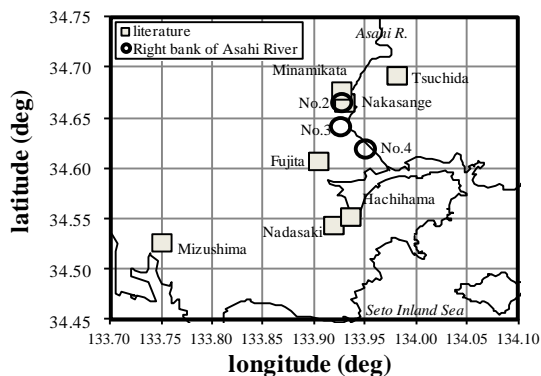 34.75
34.70
34.65
34.60
34.55
34.50
34.45
latitude (deg)
literature
Right bank of Asahi River
Asahi R.
Minamikata
Tsuchida
No.2
Nakasange
No.3
No.4
Fujita
Hachihama
Nadasaki
Mizushima
Seto Inland Sea
133.70 133.75 133.80 133.85 133.90 133.95 134.00 134.05 134.10
longitude (deg)